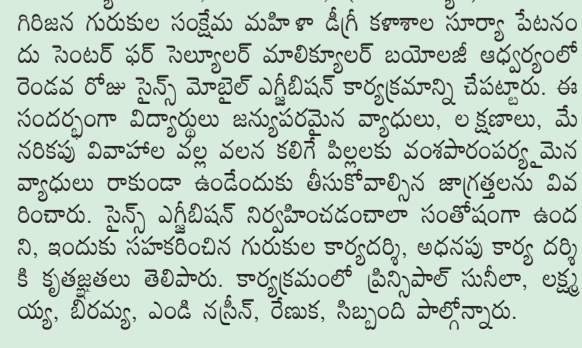 గిరిజన గురుకుల సంక్షేమ మహిళా డీగ్రీ కళాశాల సూర్యా పేటనం
దు సెంటర్ ఫర్ సెల్యూలర్ మాలిక్యూలర్ బయోలజీ ఆధ్వర్యంలో
రెండవ రోజు సైన్స్ మోబైల్ ఎగ్జీబిషన్ కార్యక్రమాన్ని చేపట్టారు. ఈ
సందర్భంగా విద్యార్థులు జన్యుపరమైన వ్యాధులు, ల క్షణాలు, మే
నరికపు వివాహాల వల్ల వలన కలిగే పిల్లలకు వంశపారంపర్య మైన
వ్యాధులు రాకుండా ఉండేందుకు తీసుకోవాల్సిన జాగ్రత్తలను వివ
రించారు. సైన్స్ ఎగ్జీబిషన్ నిర్వహించడంచాలా సంతోషంగా ఉంద
ని, ఇందుకు సహకరించిన గురుకుల కార్యదర్శి, అధనపు కార్య దర్శి
కి కృతజ్ఞతలు తెలిపారు. కార్యక్రమంలో ప్రిన్సిపాల్ సునీలా, లక్ష్మ
య్య, బీరమ్య, ఎండి నస్రీన్, రేణుక, సిబ్బంది పాల్గోన్నారు.